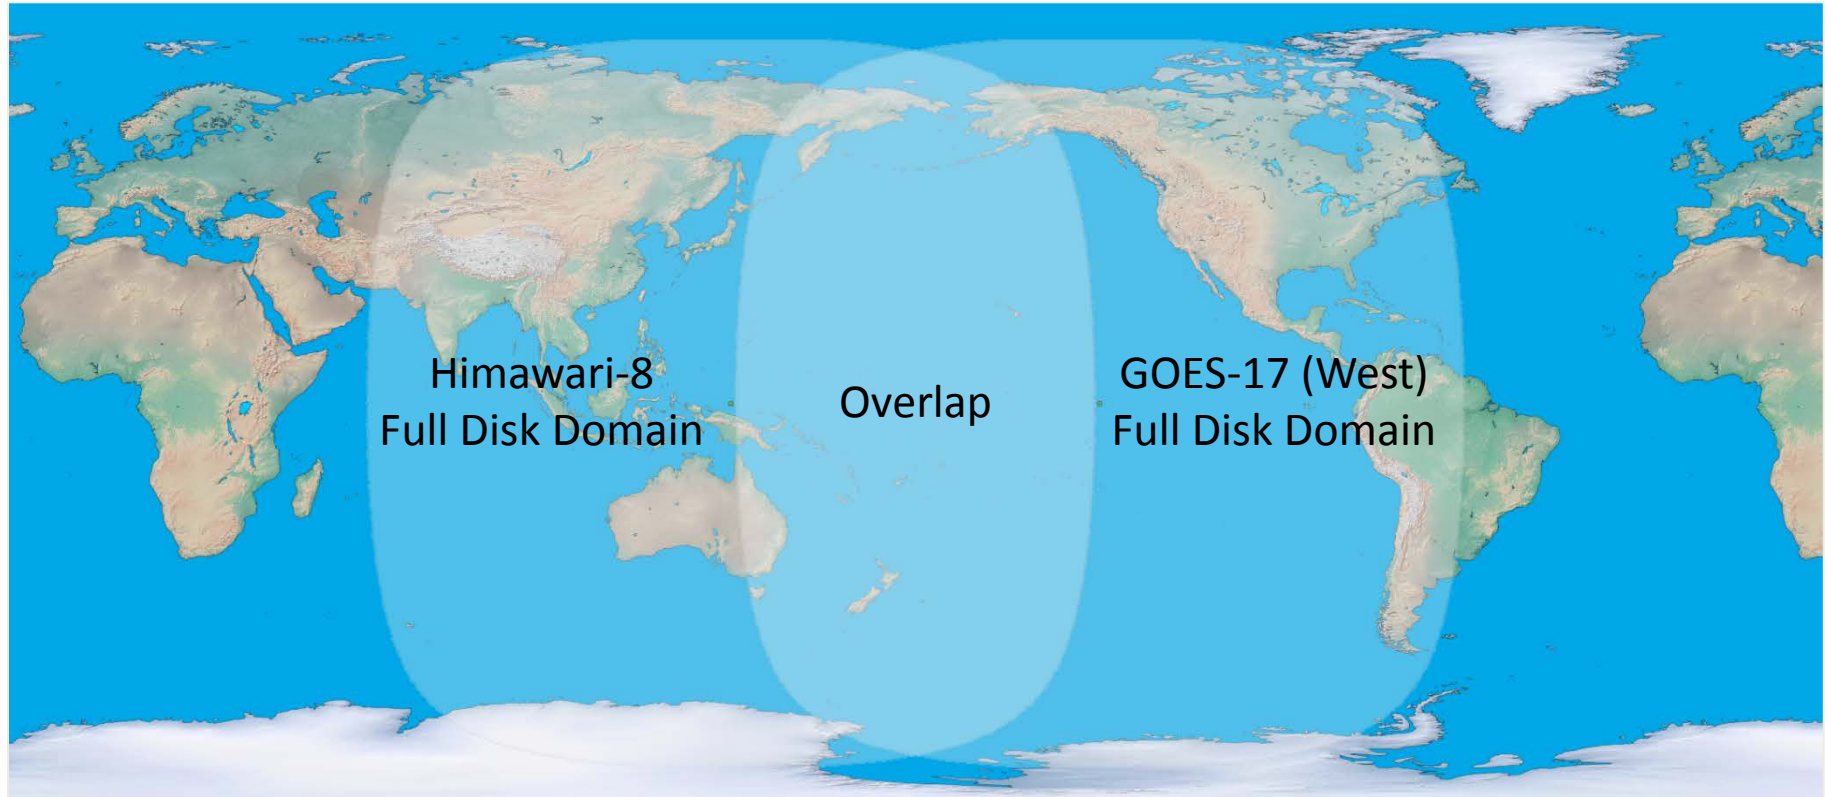 Himawari-8
Full Disk Domain
Overlap
GOES-17 (West)
Full Disk Domain